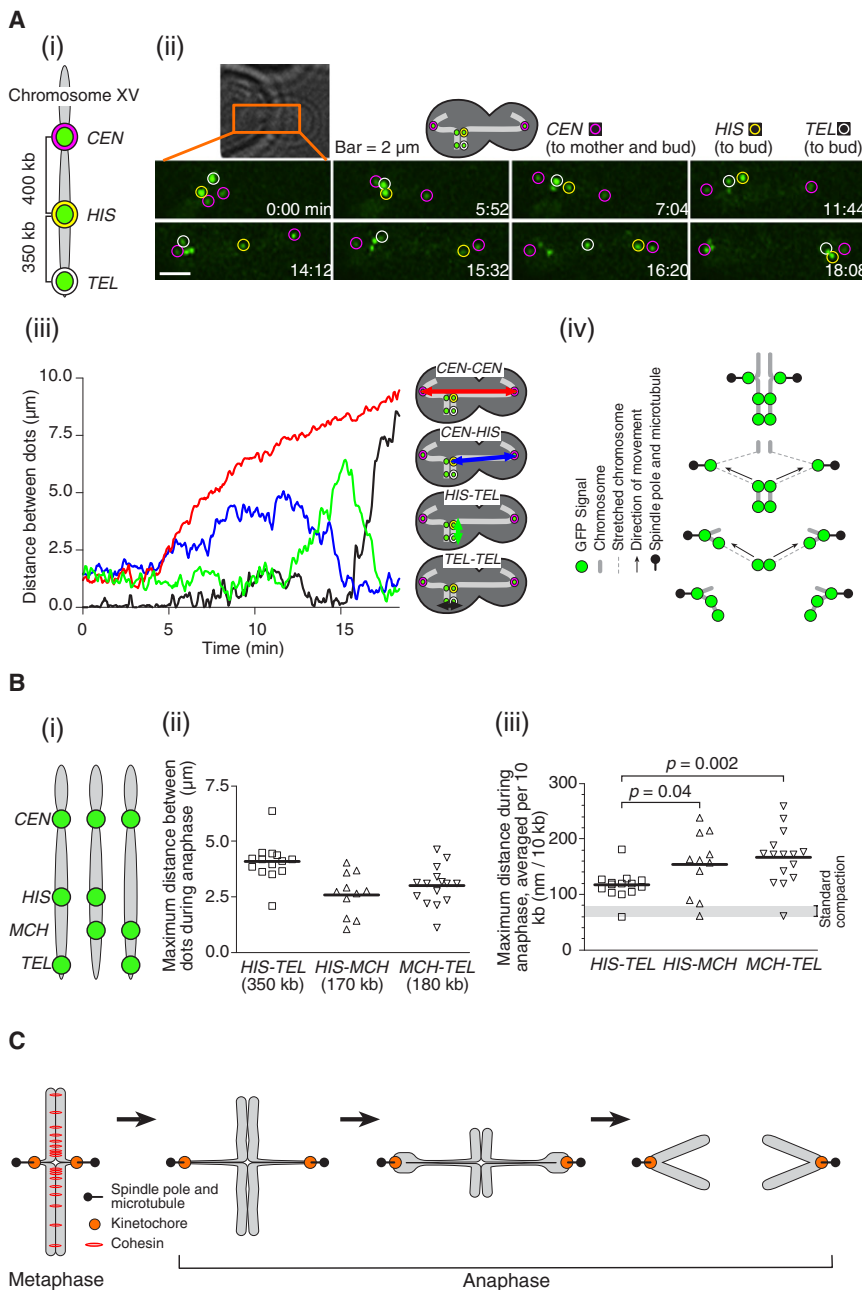 A
(i)
Chromosome XV
CEN
400 kb
HIS
350 kb
TEL
(ii)
Bar = 2 µm
CEN
(to mother and bud)
HIS
(to bud)
TEL
(to bud)
0:00 min
5:52
7:04
11:44
14:12
15:32
16:20
18:08
(iii)
Distance between dots (µm)
10.0
7.5
5.0
2.5
0.0
0
5
10
15
Time (min)
CEN-CEN
CEN-HIS
HIS-TEL
TEL-TEL
(iv)
GFP Signal
Chromosome
Stretched chromosome
Direction of movement
Spindle pole and microtubule
B
(i)
CEN
HIS
MCH
TEL
(ii)
Maximum distance between
dots during anaphase (µm)
7.5
5.0
2.5
0
HIS-TEL
(350 kb)
HIS-MCH
(170 kb)
MCH-TEL
(180 kb)
(iii)
Maximum distance during
anaphase, averaged per 10
kb (nm / 10 kb)
300
200
100
0
p = 0.002
p = 0.04
Standard
compaction
HIS-TEL
HIS-MCH
MCH-TEL
C
Spindle pole and
microtubule
Kinetochore
Cohesin
Metaphase
Anaphase